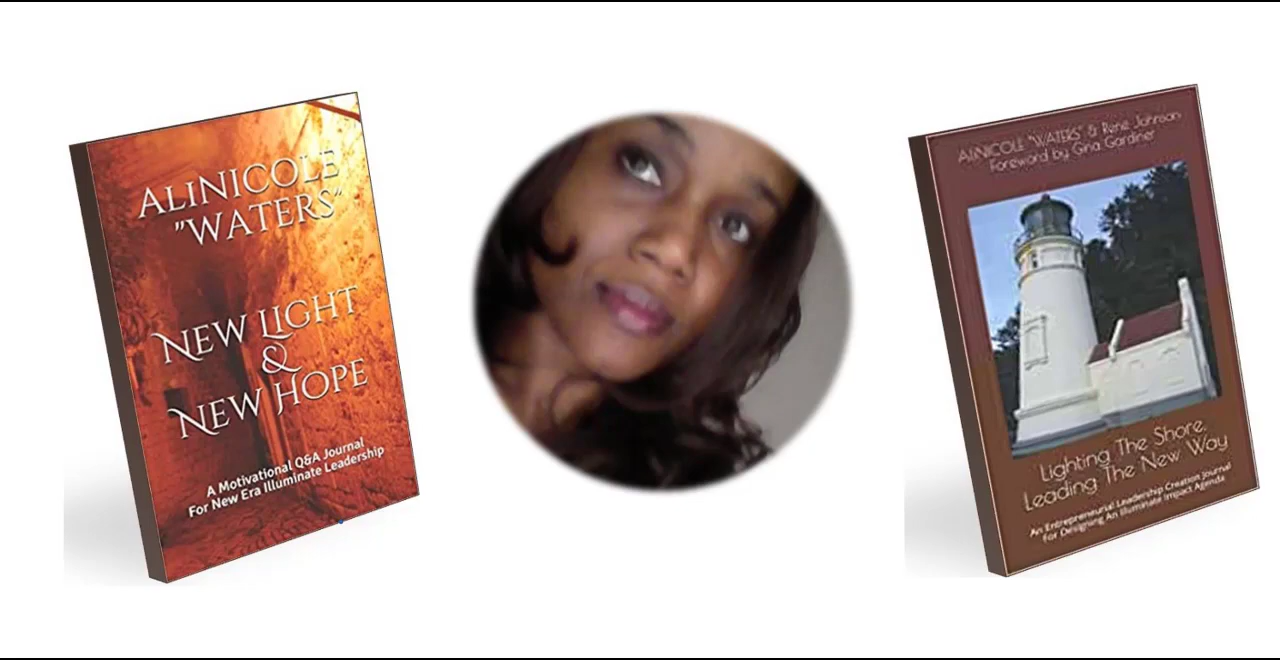 ALINICOLE
"WATERS"
NEW LIGHT
&
NEW HOPE
A Motivational Q&A Journal
For New Era Illuminate Leadership
ALINICOLE "WATERS" & René Johnson
Foreword by Gina Gardiner
Lighting The Shore,
Leading The New Way
An Entrepreneurial Leadership Creation Journal
For Designing An Illuminate Impact Agenda